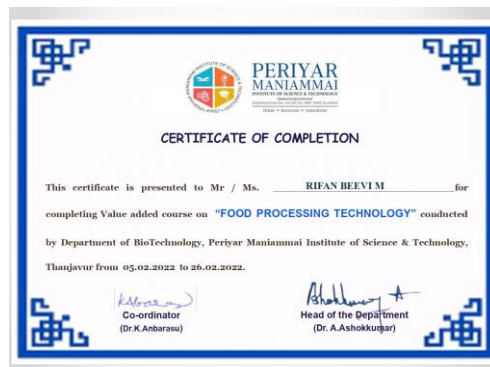 PERIYAR
MANIAMMAI
INSTITUTE OF SCIENCE & TECHNOLOGY
think • innovate • transform
CERTIFICATE OF COMPLETION
This certificate is presented to Mr / Ms. RIFAN BEEVI M for
completing Value added course on "FOOD PROCESSING TECHNOLOGY" conducted
by Department of BioTechnology, Periyar Maniammai Institute of Science & Technology,
Thanjavur from 05.02.2022 to 26.02.2022.
Co-ordinator
(Dr.K.Anbarasu)
Head of the Department
(Dr. A.Ashokkumar)